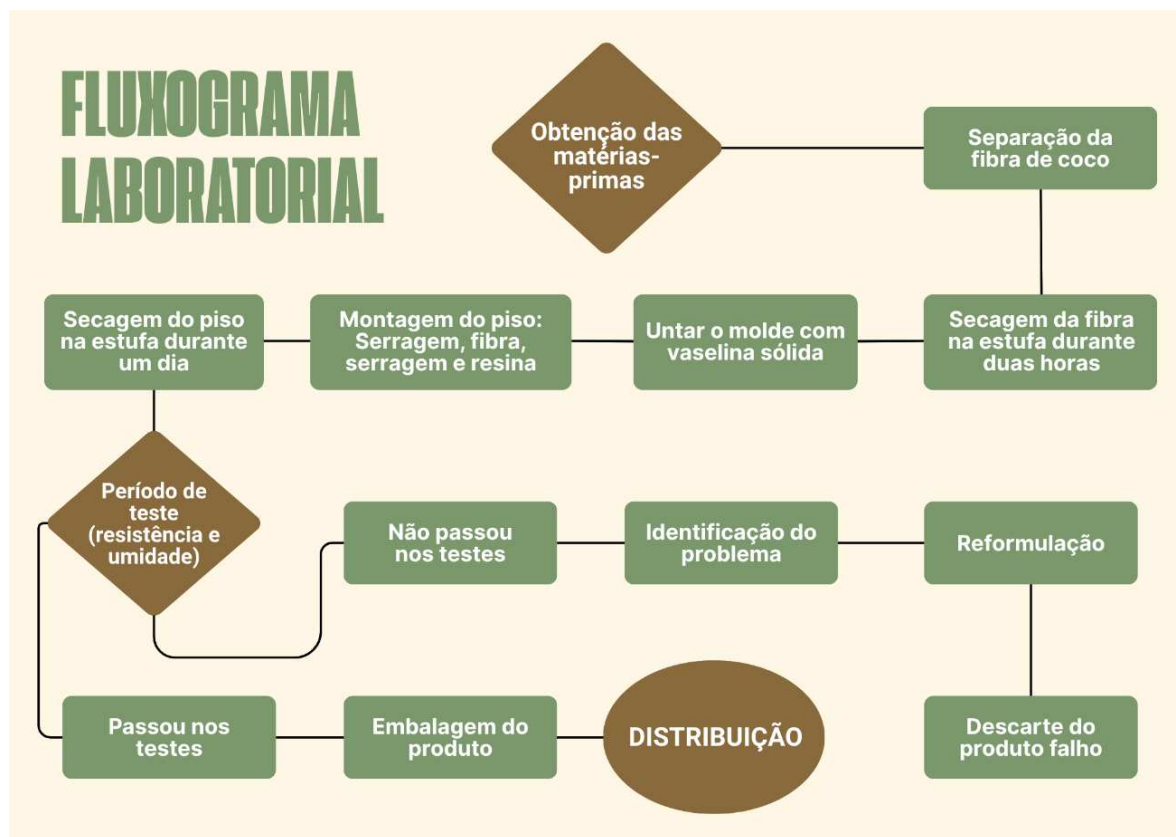 FLUXOGRAMA
LABORATORIAL
Obtenção das
matérias-
primas
Separação da
fibra de coco
Secagem da fibra
na estufa durante
duas horas
Untar o molde com
vaselina sólida
Montagem do piso:
Serragem, fibra,
serragem e resina
Secagem do piso
na estufa durante
um dia
Período de
teste
(resistência e
umidade)
Não passou
nos testes
Identificação do
problema
Reformulação
Descarte do
produto falho
Passou nos
testes
Embalagem do
produto
DISTRIBUIÇÃO